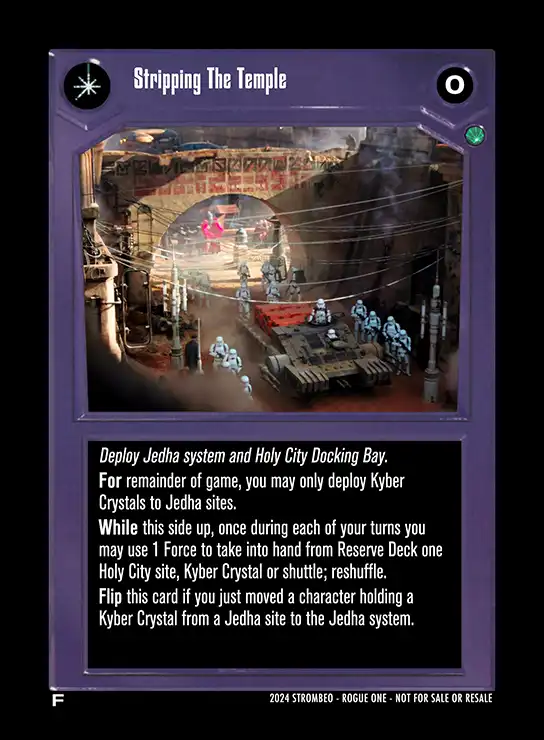 Stripping The Temple
O
Deploy Jedha system and Holy City Docking Bay.
For remainder of game, you may only deploy Kyber
Crystals to Jedha sites.
While this side up, once during each of your turns you
may use 1 Force to take into hand from Reserve Deck one
Holy City site, Kyber Crystal or shuttle; reshuffle.
Flip this card if you just moved a character holding a
Kyber Crystal from a Jedha site to the Jedha system.
F
2024 STROMBEO - ROGUE ONE - NOT FOR SALE OR RESALE